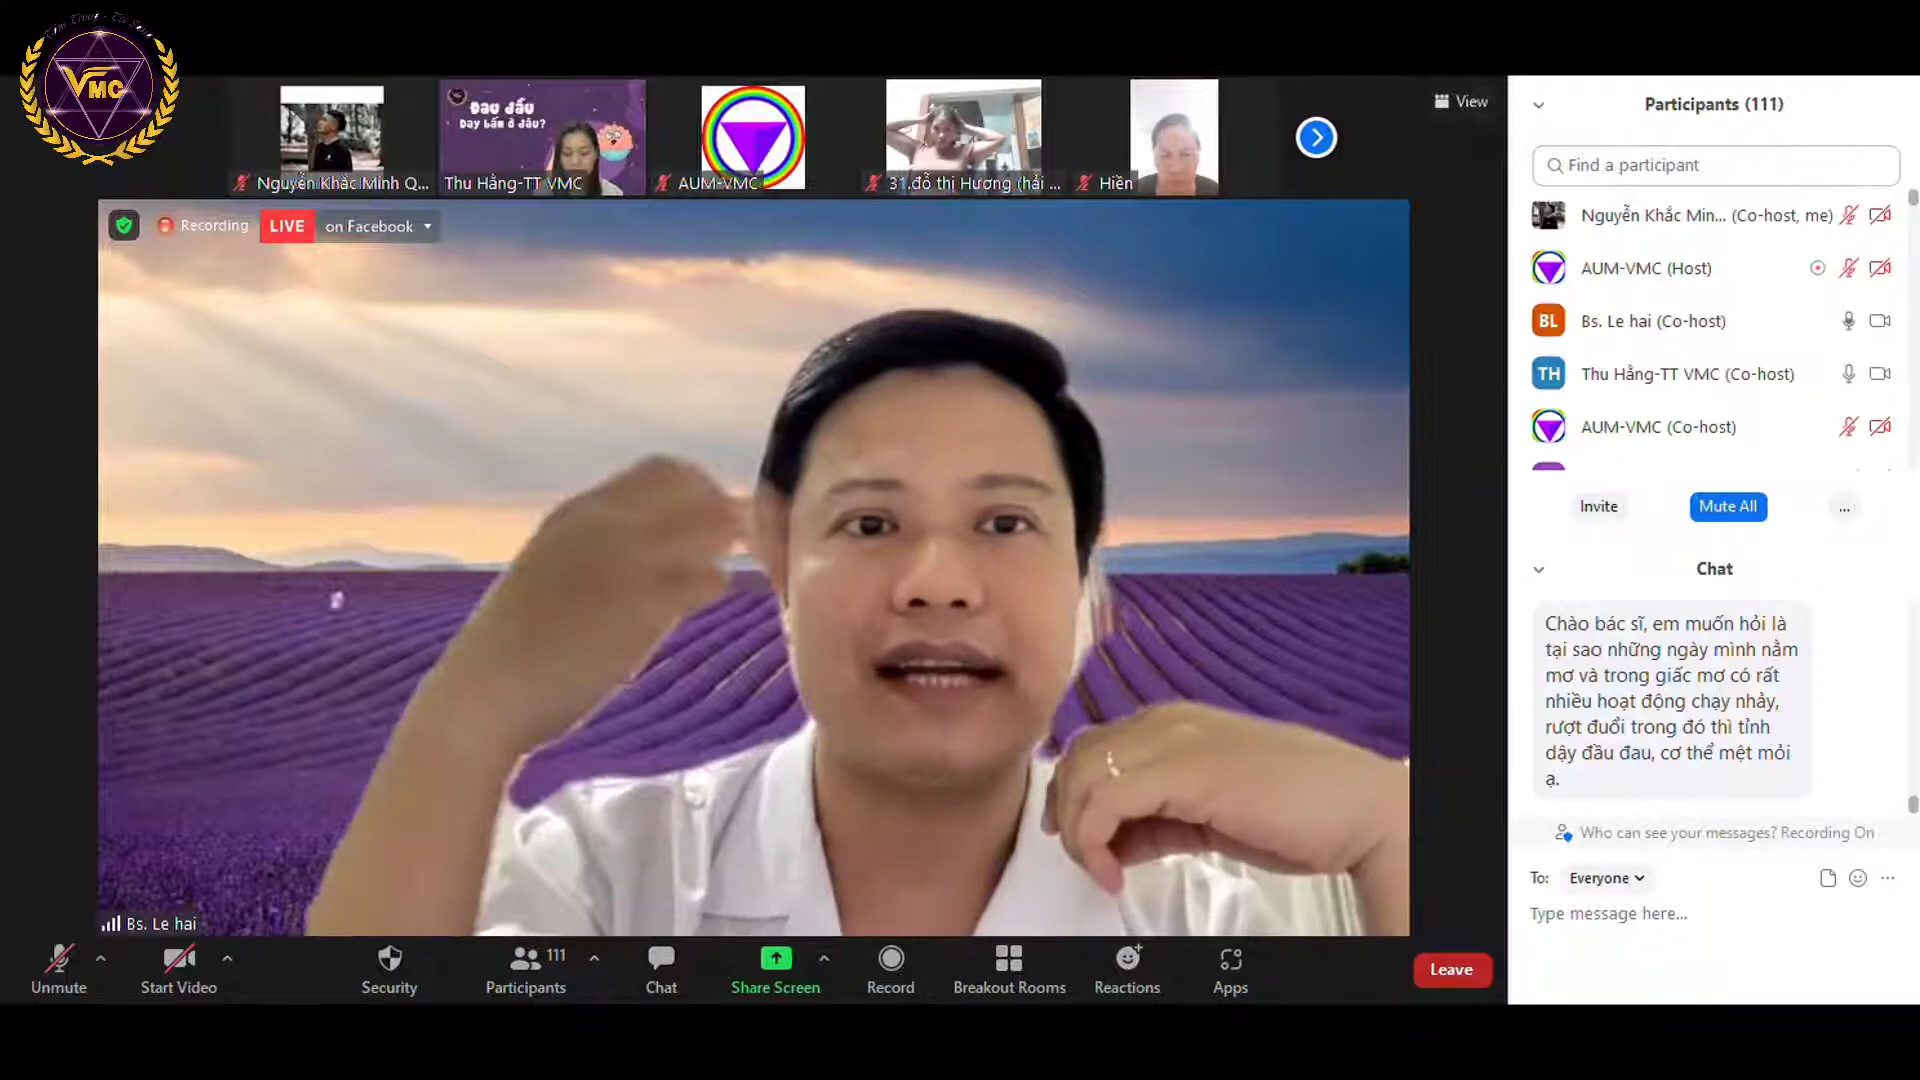 Tâm Thông - Tài Sáng
VMC
Đau đầu
Day bấm ở đâu?
Nguyễn Khắc Minh Q...
Thu Hằng-TT VMC
AUM-VMC
31.đỗ thị Hương (hải ...
Hiền
View
Recording
LIVE
on Facebook
Bs. Le hai
Unmute
Start Video
Security
111
Participants
Chat
Share Screen
Record
Breakout Rooms
Reactions
Apps
Leave
Participants (111)
Find a participant
Nguyễn Khắc Min... (Co-host, me)
AUM-VMC (Host)
BL
Bs. Le hai (Co-host)
TH
Thu Hằng-TT VMC (Co-host)
AUM-VMC (Co-host)
Invite
Mute All
...
Chat
Chào bác sĩ, em muốn hỏi là
tại sao những ngày mình nằm
mơ và trong giấc mơ có rất
nhiều hoạt động chạy nhảy,
rượt đuổi trong đó thì tỉnh
dậy đầu đau, cơ thể mệt mỏi
ạ.
Who can see your messages? Recording On
To:
Everyone
Type message here...